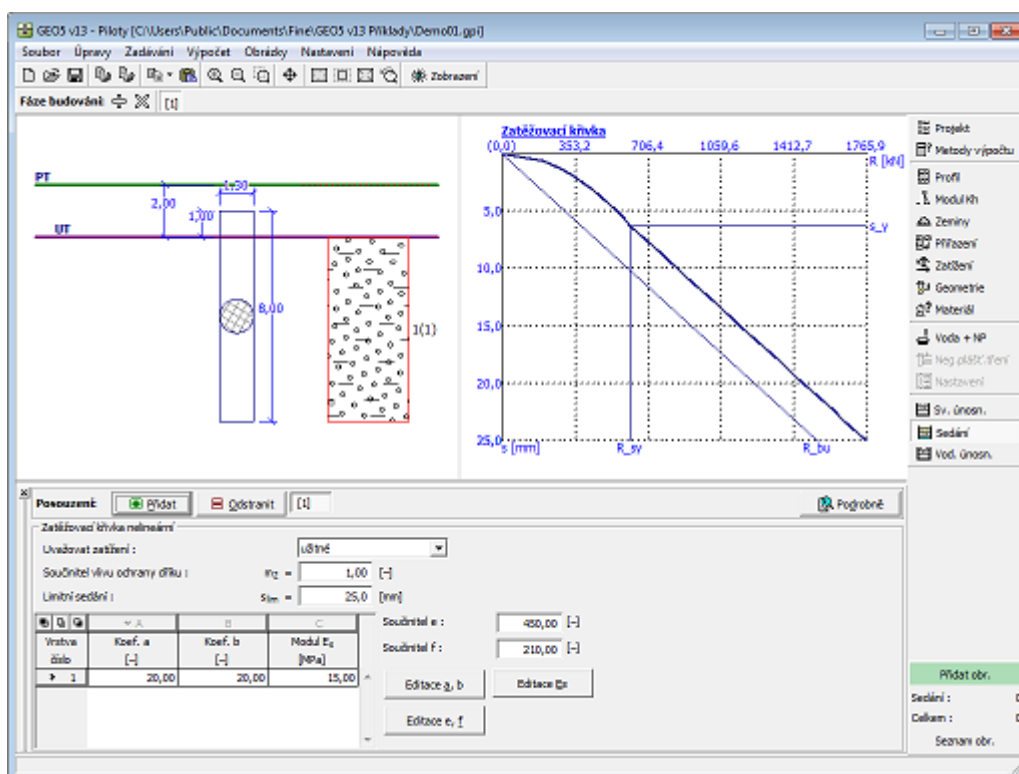 GEO5 v13 - Piloty [C:\Users\Public\Documents\Fine\GEO5 v13 Příklady\Demo01.gpi]
Soubor Úpravy Zadávání Výpočet Obrázky Nastavení Nápověda
Zobrazení
Fáze budování: [1]
Zatěžovací křivka
(0,0) 353,2 706,4 1059,6 1412,7 1765,9
R [kN]
PT
1,30
2,00
1,00
UT
8,00
1(1)
5,0
s_y
10,0
15,0
20,0
25,0
s [mm] R_sy R_bu
Projekt
Metody výpočtu
Profil
Modul Kh
Zeminy
Přiřazení
Zatížení
Geometrie
Materiál
Voda + NP
Neg.plášť.tření
Nastavení
Sv. únosn.
Sedání
Vod. únosn.
Posouzení: Přidat Odstranit [1] Podrobně
Zatěžovací křivka nelineární
Uvažovat zatížení : užitné
Součinitel vlivu ochrany dříku : m2 = 1,00 [-]
Limitní sedání : slim = 25,0 [mm]
A B C
Vrstva Koef. a Koef. b Modul Es
číslo [-] [-] [MPa]
1 20,00 20,00 15,00
Součinitel e : 450,00 [-]
Součinitel f : 210,00 [-]
Editace a, b Editace Es
Editace e, f
Přidat obr.
Sedání :
Celkem :
Seznam obr.